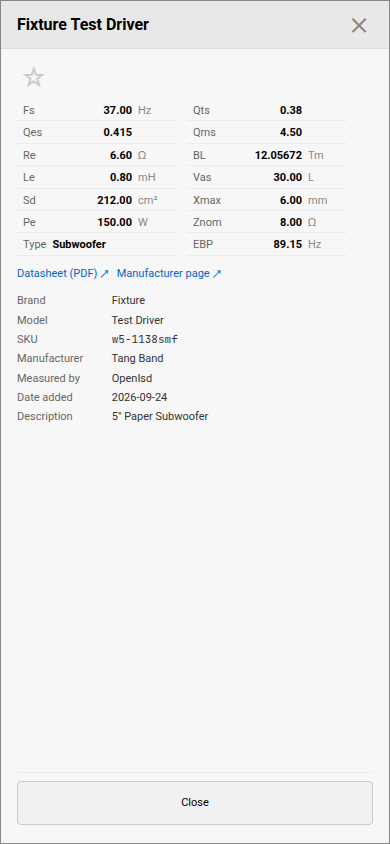 Fixture Test Driver
Fs 37.00 Hz Qts 0.38
Qes 0.415 Qms 4.50
Re 6.60 Ω BL 12.05672 Tm
Le 0.80 mH Vas 30.00 L
Sd 212.00 cm² Xmax 6.00 mm
Pe 150.00 W Znom 8.00 Ω
Type Subwoofer EBP 89.15 Hz
Datasheet (PDF) ↗ Manufacturer page ↗
Brand Fixture
Model Test Driver
SKU w5-1138smf
Manufacturer Tang Band
Measured by OpenIsd
Date added 2026-09-24
Description 5" Paper Subwoofer
Close